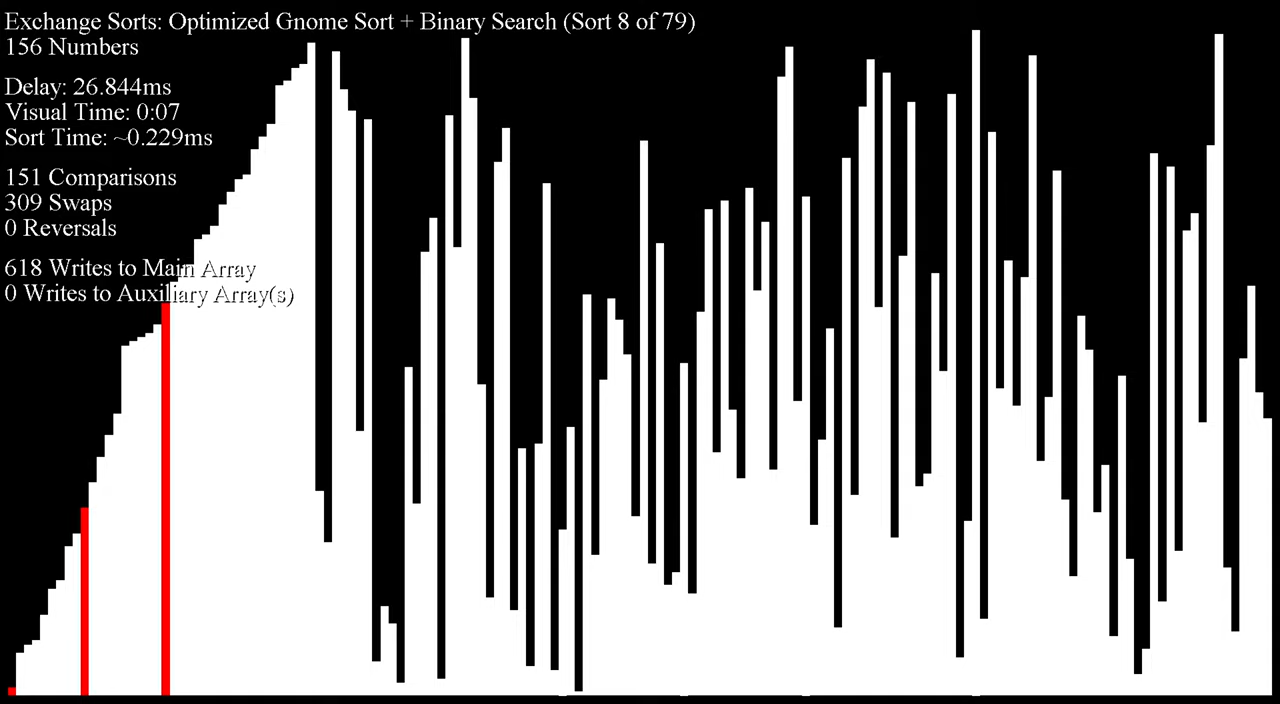 Exchange Sorts: Optimized Gnome Sort + Binary Search (Sort 8 of 79)
156 Numbers
Delay: 26.844ms
Visual Time: 0:07
Sort Time: ~0.229ms
151 Comparisons
309 Swaps
0 Reversals
618 Writes to Main Array
0 Writes to Auxiliary Array(s)